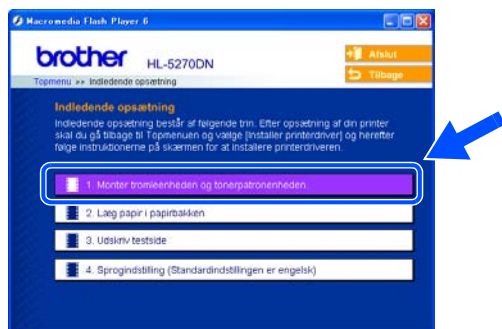 Macromedia Flash Player 6
brother HL-5270DN
Afslut
Tilbage
Topmenu >> Indledende opsætning
Indledende opsætning
Indledende opsætning består af følgende trin. Efter opsætning af din printer
skal du gå tilbage til Topmenuen og vælge [Installer printerdriver] og herefter
følge instruktionerne på skærmen for at installere printerdriveren.
1. Monter tromleenheden og tonerpatronenheden.
2. Læg papir i papirbakken
3. Udskriv testside
4. Sprogindstilling (Standardindstillingen er engelsk)